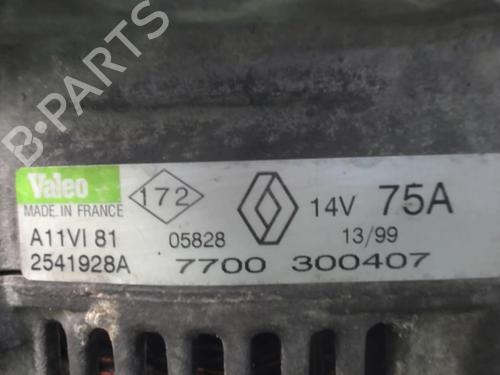 B-PARTS
Valeo
MADE IN FRANCE
172
14V 75A
A11VI 81 05828 13/99
2541928A 7700 300407